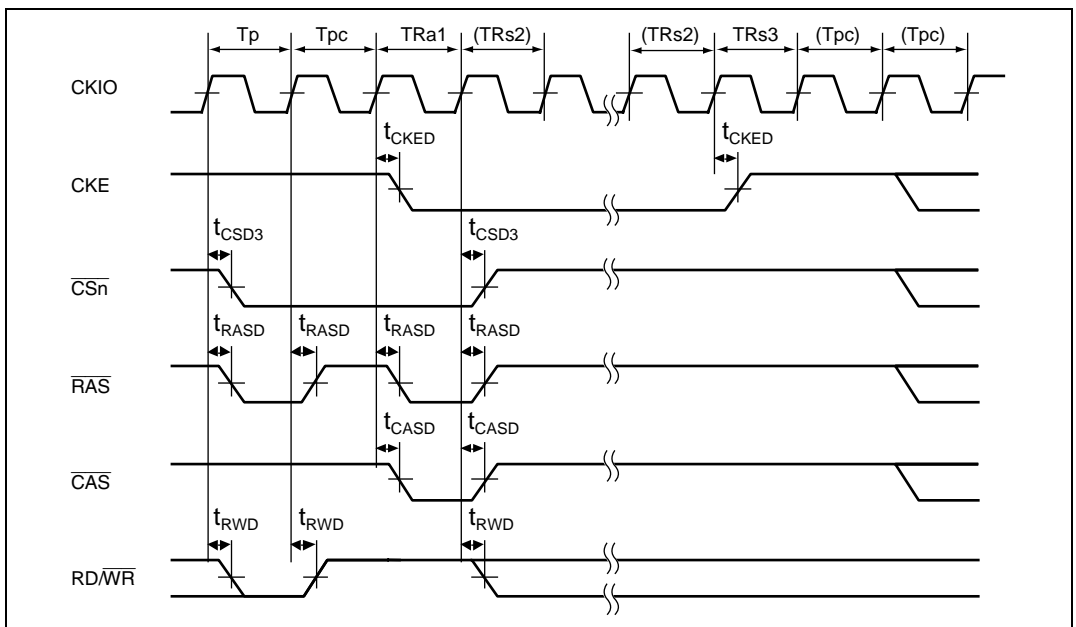 Tp Tpc TRa1 (TRs2) (TRs2) TRs3 (Tpc) (Tpc)
CKIO
tCKED tCKED
CKE
tCSD3 tCSD3
CSn
tRASD tRASD tRASD tRASD
RAS
tCASD tCASD
CAS
tRWD tRWD tRWD
RD/WR